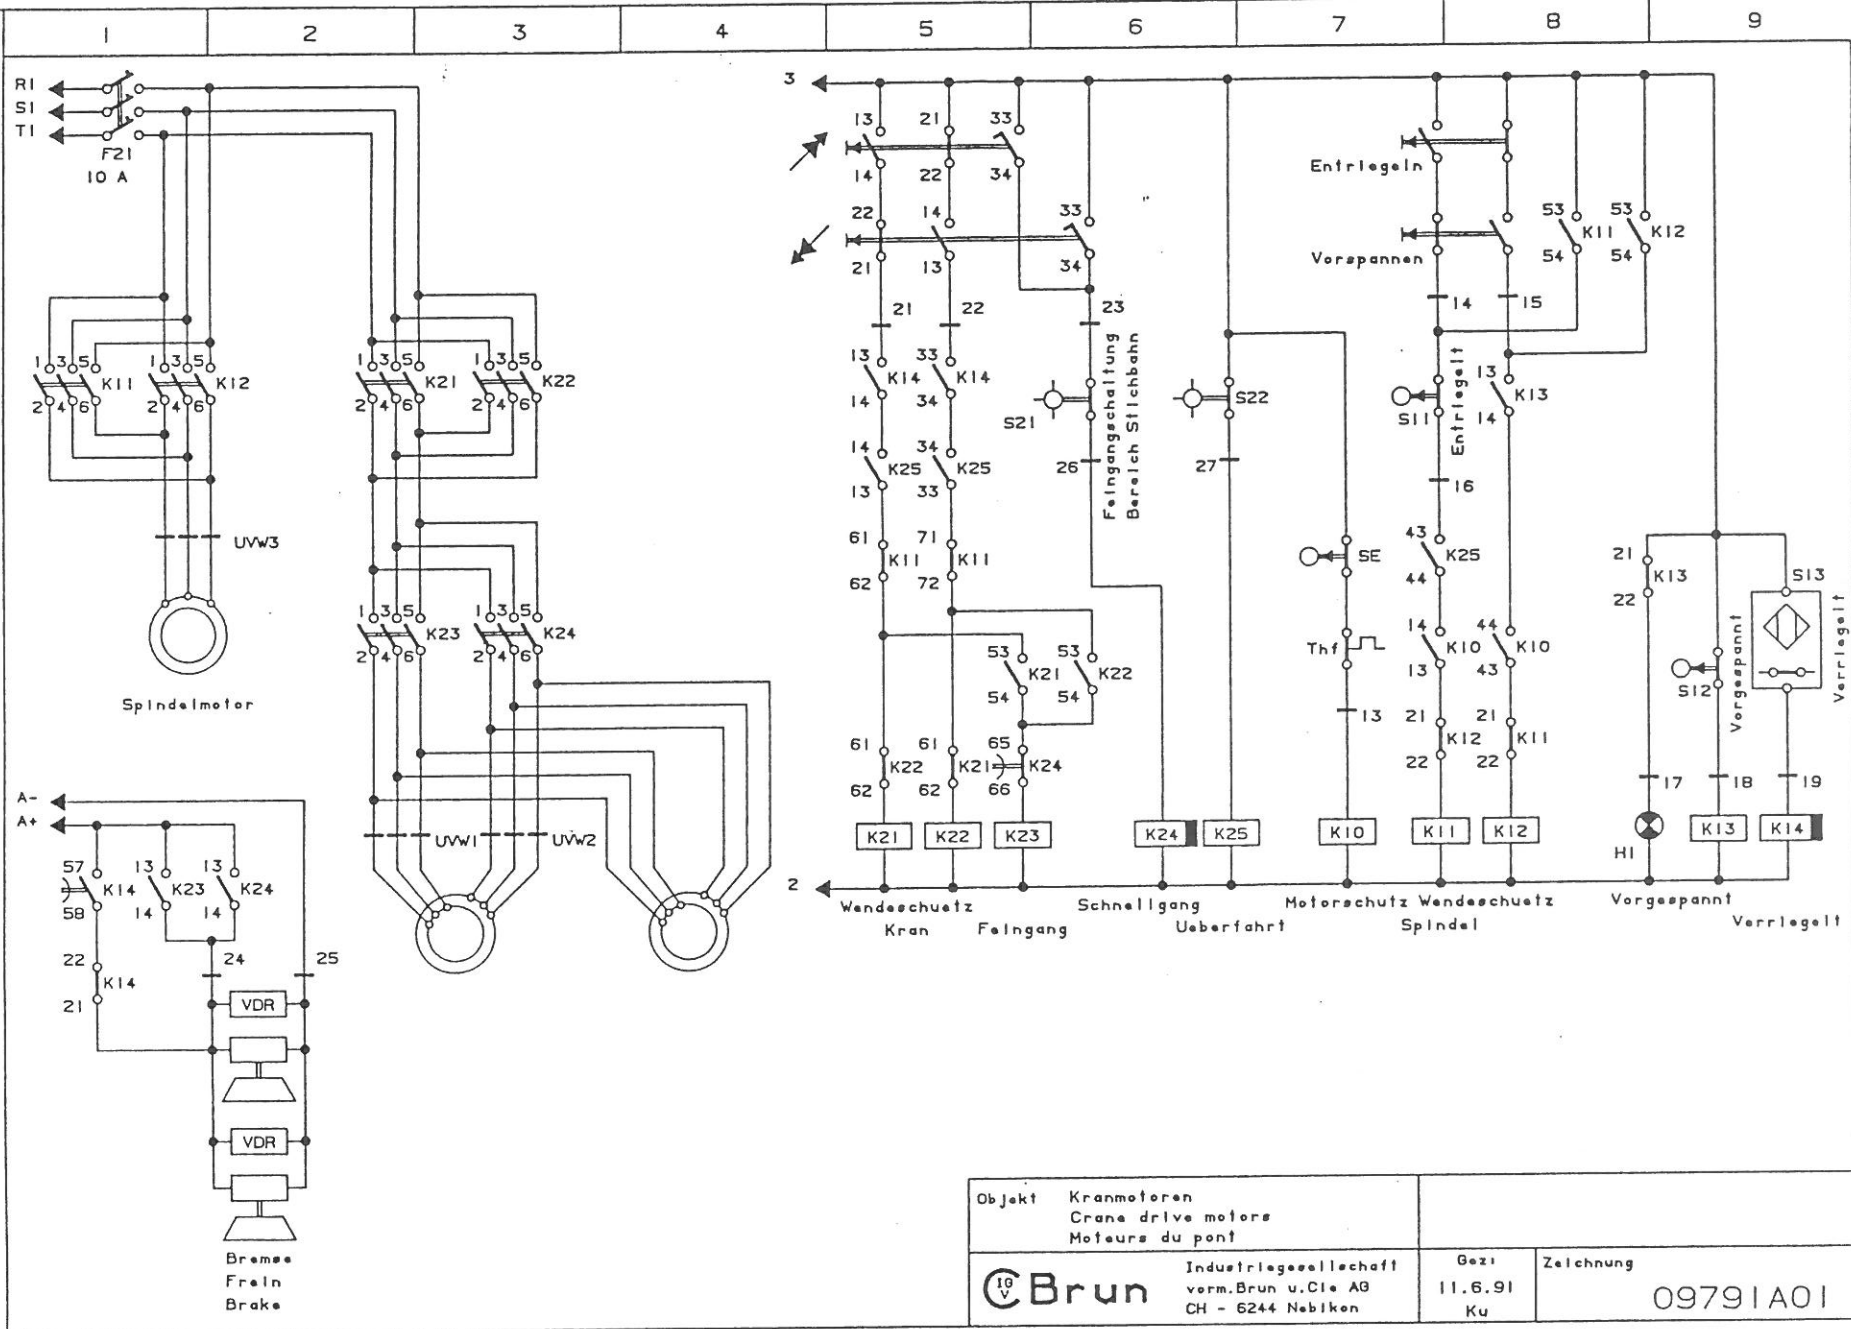 1 2 3 4 5 6 7 8 9
R1
S1
T1
F21
10 A
1 3 5 1 3 5
K11 K12
2 4 6 2 4 6
UVW3
Spindelmotor
1 3 5 1 3 5
K21 K22
2 4 6 2 4 6
1 3 5 1 3 5
K23 K24
2 4 6 2 4 6
UVW1 UVW2
A-
A+
57 13 13
K14 K23 K24
58 14 14
22
K14
21
24 25
VDR
VDR
Bremse
Frein
Brake
3
13 21 33
14 22 34
22 14 33
21 13 34
21 22 23
13 33
K14 K14
14 34
14 34
K25 K25
13 33
61 71
K11 K11
62 72
53 53
K21 K22
54 54
61 61 65
K22 K21 K24
62 62 66
K21 K22 K23 K24 K25 K10 K11 K12 K13 K14
S21
Feingangschaltung
Bereich Stichbahn
26
S22
27
SE
Thf
13
Entriegeln
Vorspannen
53 53
K11 K12
54 54
14 15
S11
Entriegelt
13
K13
14
16
43
K25
44
14 44
K10 K10
13 43
21 21
K12 K11
22 22
21
K13
22
S12
Vorgespannt
S13
Verriegelt
17 18 19
H1
2
Wendeschuetz
Kran
Feingang
Schnellgang
Ueberfahrt
Motorschutz
Wendeschuetz
Spindel
Vorgespannt
Verriegelt
Objekt Kranmotoren
Crane drive motors
Moteurs du pont
IG
V
Brun
Industriegesellschaft
vorm.Brun u.Cie AG
CH - 6244 Nebikon
Gez:
11.6.91
Ku
Zeichnung
09791A01